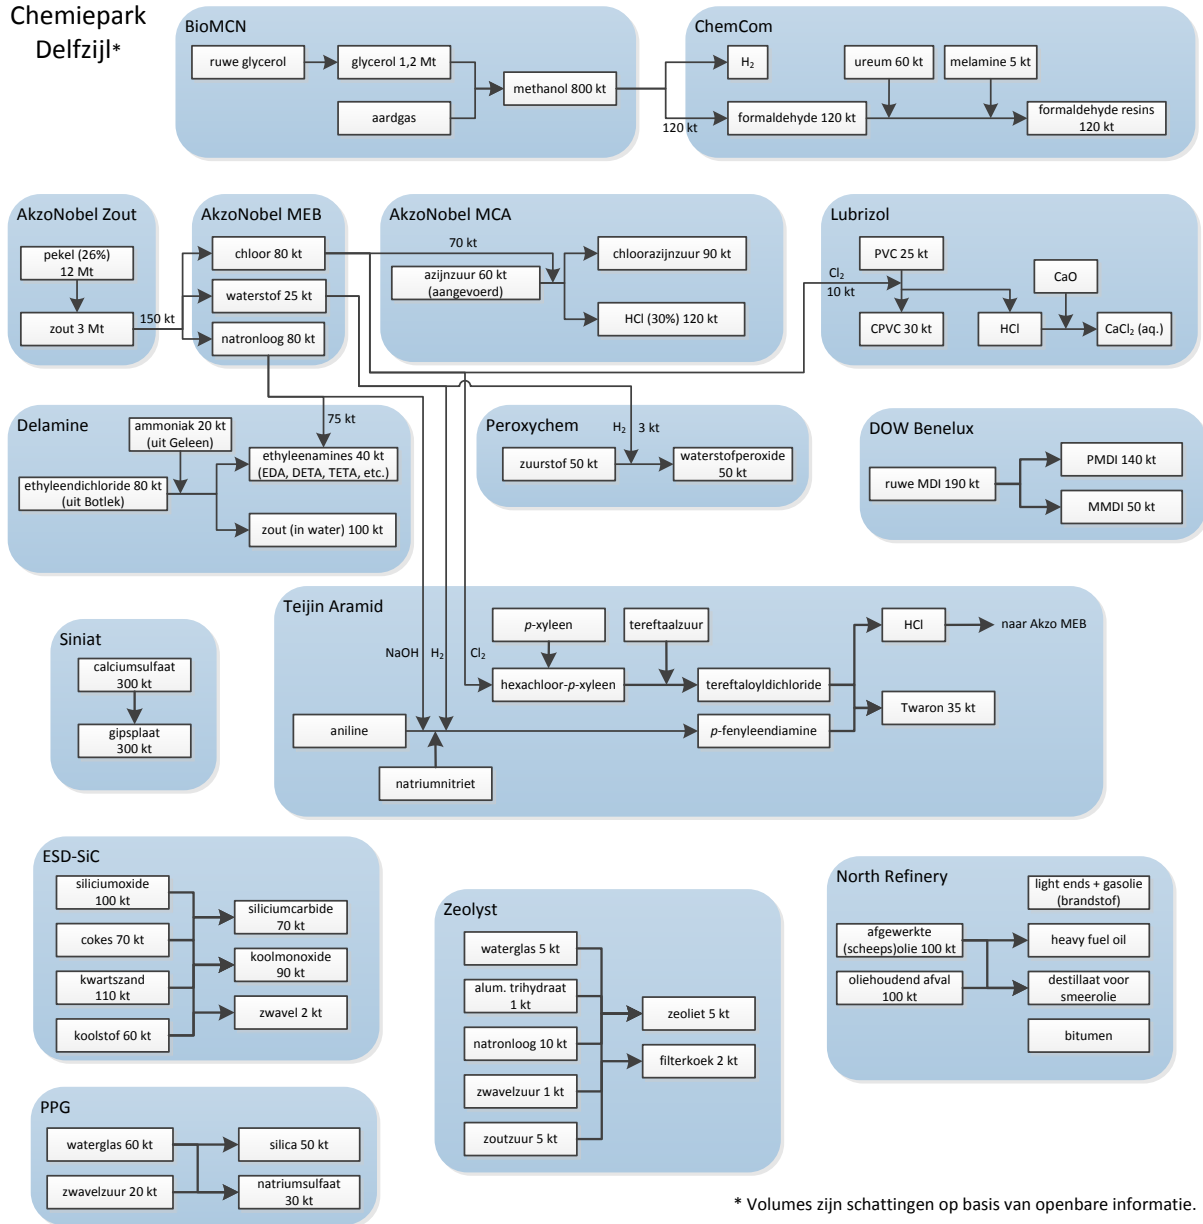 Chemiepark
Delfzijl*
BioMCN
ruwe glycerol
glycerol 1,2 Mt
aardgas
methanol 800 kt
120 kt
ChemCom
H₂
ureum 60 kt
melamine 5 kt
formaldehyde 120 kt
formaldehyde resins
120 kt
AkzoNobel Zout
pekel (26%)
12 Mt
zout 3 Mt
150 kt
AkzoNobel MEB
chloor 80 kt
waterstof 25 kt
natronloog 80 kt
AkzoNobel MCA
70 kt
azijnzuur 60 kt
(aangevoerd)
chloorazijnzuur 90 kt
HCl (30%) 120 kt
Lubrizol
PVC 25 kt
Cl₂
10 kt
CaO
CPVC 30 kt
HCl
CaCl₂ (aq.)
Delamine
ammoniak 20 kt
(uit Geleen)
75 kt
ethyleenamines 40 kt
(EDA, DETA, TETA, etc.)
ethyleendichloride 80 kt
(uit Botlek)
zout (in water) 100 kt
Peroxychem
H₂
3 kt
zuurstof 50 kt
waterstofperoxide
50 kt
DOW Benelux
ruwe MDI 190 kt
PMDI 140 kt
MMDI 50 kt
Siniat
calciumsulfaat
300 kt
gipsplaat
300 kt
Teijin Aramid
NaOH
H₂
Cl₂
p-xyleen
tereftaalzuur
HCl
naar Akzo MEB
hexachloor-p-xyleen
tereftaloyldichloride
Twaron 35 kt
aniline
p-fenyleendiamine
natriumnitriet
ESD-SiC
siliciumoxide
100 kt
cokes 70 kt
kwartszand
110 kt
koolstof 60 kt
siliciumcarbide
70 kt
koolmonoxide
90 kt
zwavel 2 kt
Zeolyst
waterglas 5 kt
alum. trihydraat
1 kt
natronloog 10 kt
zwavelzuur 1 kt
zoutzuur 5 kt
zeoliet 5 kt
filterkoek 2 kt
North Refinery
light ends + gasolie
(brandstof)
afgewerkte
(scheeps)olie 100 kt
heavy fuel oil
oliehoudend afval
100 kt
destillaat voor
smeerolie
bitumen
PPG
waterglas 60 kt
silica 50 kt
zwavelzuur 20 kt
natriumsulfaat
30 kt
* Volumes zijn schattingen op basis van openbare informatie.